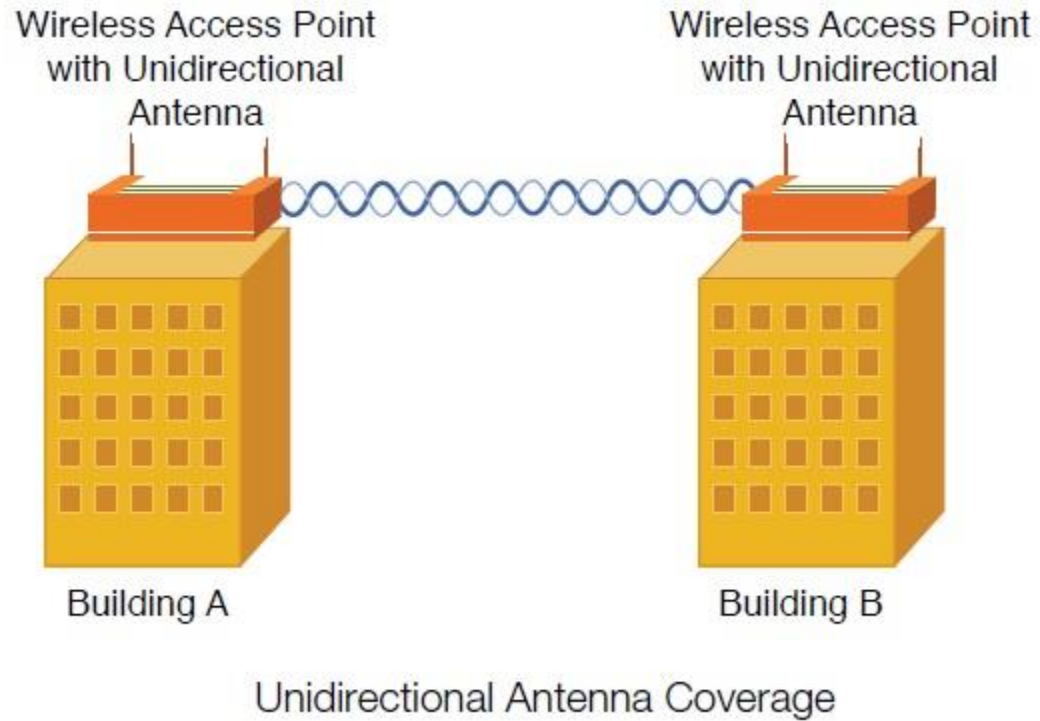 Wireless Access Point
with Unidirectional
Antenna
Wireless Access Point
with Unidirectional
Antenna
Building A
Building B
Unidirectional Antenna Coverage